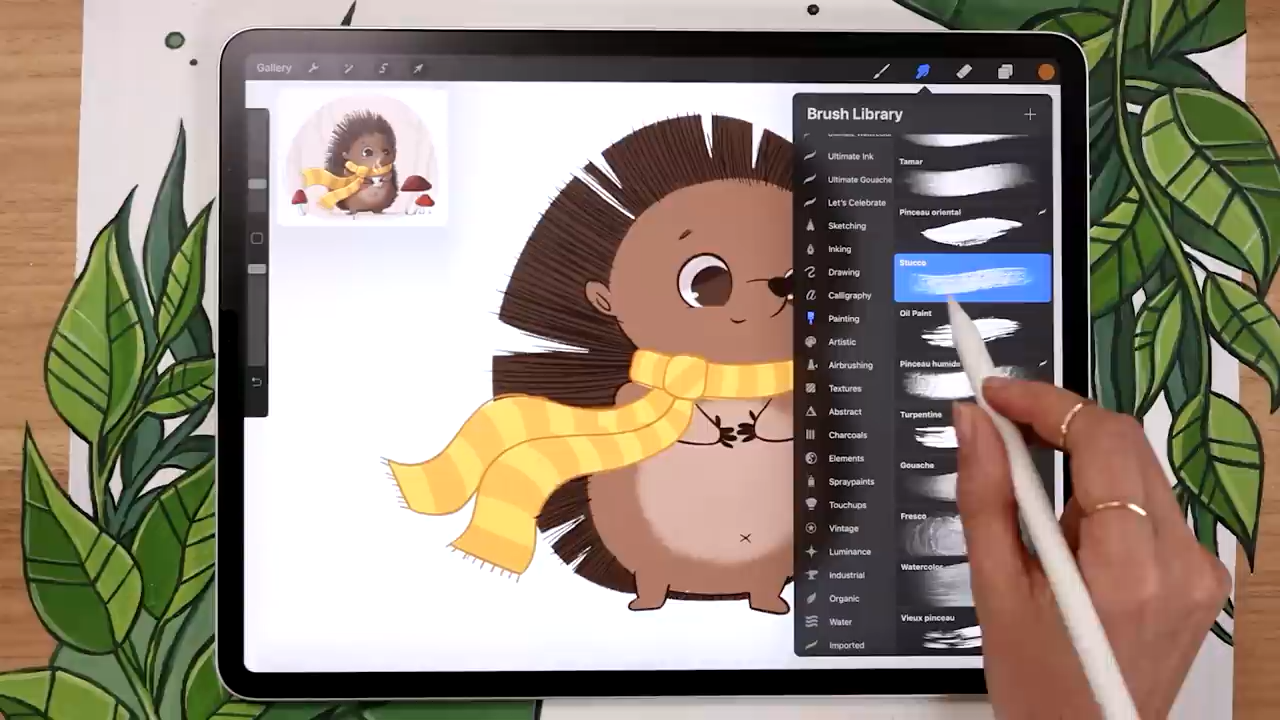 Gallery
Brush Library
Ultimate Ink
Ultimate Gouache
Let's Celebrate
Sketching
Inking
Drawing
Calligraphy
Painting
Artistic
Airbrushing
Textures
Abstract
Charcoals
Elements
Spraypaints
Touchups
Vintage
Luminance
Industrial
Organic
Water
Imported
Tamar
Pinceau oriental
Stucco
Oil Paint
Pinceau humide
Turpentine
Gouache
Fresco
Watercolor
Vieux pinceau